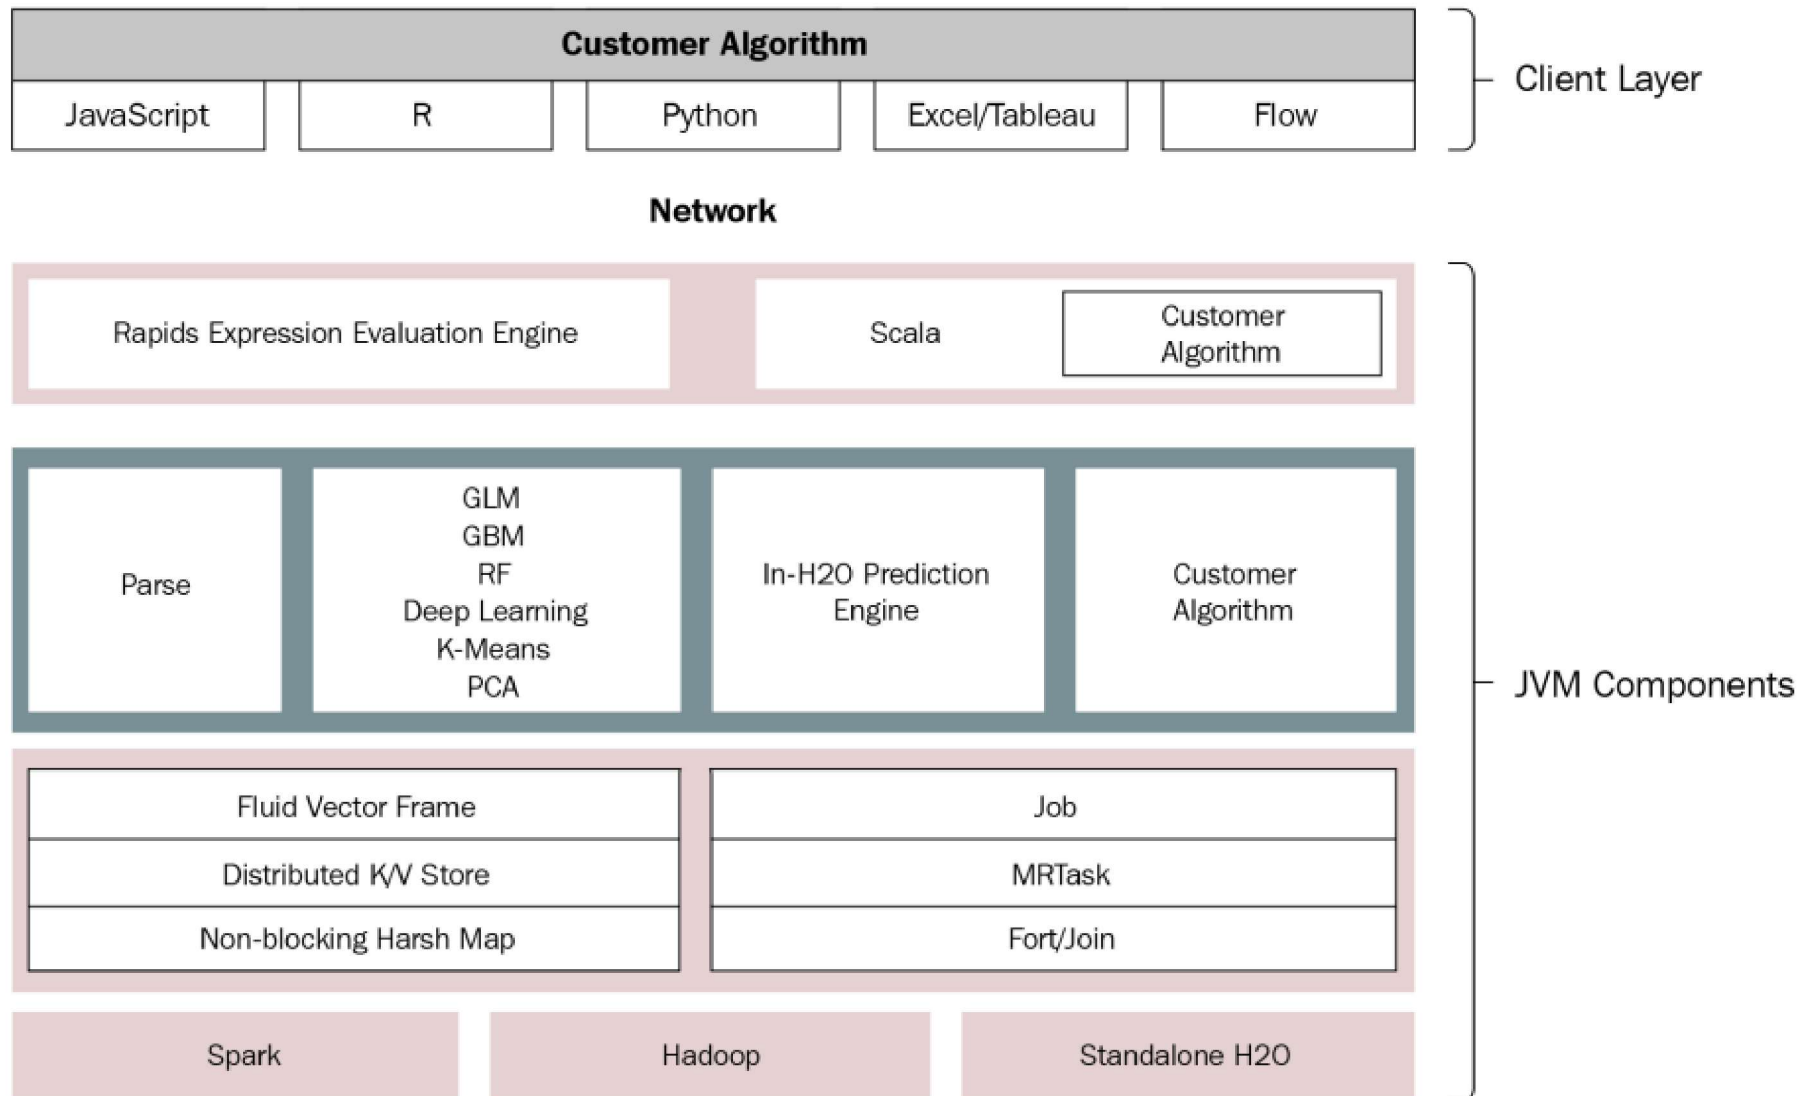 Customer Algorithm
JavaScript
R
Python
Excel/Tableau
Flow
Client Layer
Network
Rapids Expression Evaluation Engine
Scala
Customer
Algorithm
Parse
GLM
GBM
RF
Deep Learning
K-Means
PCA
In-H2O Prediction
Engine
Customer
Algorithm
JVM Components
Fluid Vector Frame
Distributed K/V Store
Non-blocking Harsh Map
Job
MRTask
Fort/Join
Spark
Hadoop
Standalone H2O